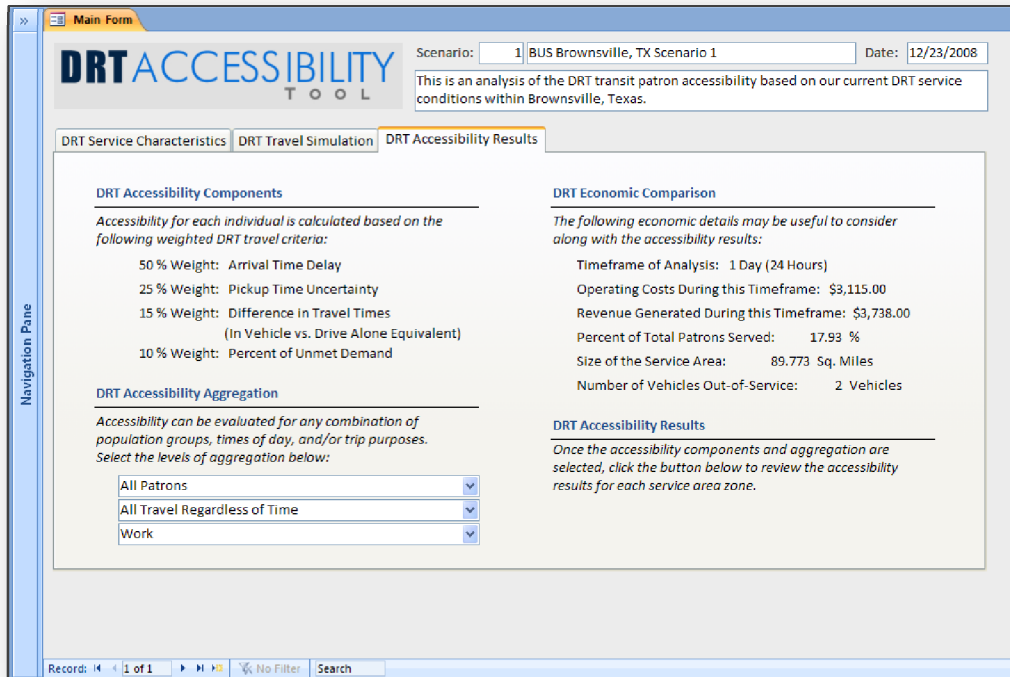 Main Form
DRT ACCESSIBILITY
TOOL
Scenario: 1 BUS Brownsville, TX Scenario 1 Date: 12/23/2008
This is an analysis of the DRT transit patron accessibility based on our current DRT service
conditions within Brownsville, Texas.
DRT Service Characteristics DRT Travel Simulation DRT Accessibility Results
DRT Accessibility Components
Accessibility for each individual is calculated based on the
following weighted DRT travel criteria:
50 % Weight: Arrival Time Delay
25 % Weight: Pickup Time Uncertainty
15 % Weight: Difference in Travel Times
(In Vehicle vs. Drive Alone Equivalent)
10 % Weight: Percent of Unmet Demand
DRT Accessibility Aggregation
Accessibility can be evaluated for any combination of
population groups, times of day, and/or trip purposes.
Select the levels of aggregation below:
All Patrons
All Travel Regardless of Time
Work
DRT Economic Comparison
The following economic details may be useful to consider
along with the accessibility results:
Timeframe of Analysis: 1 Day (24 Hours)
Operating Costs During this Timeframe: $3,115.00
Revenue Generated During this Timeframe: $3,738.00
Percent of Total Patrons Served: 17.93 %
Size of the Service Area: 89.773 Sq. Miles
Number of Vehicles Out-of-Service: 2 Vehicles
DRT Accessibility Results
Once the accessibility components and aggregation are
selected, click the button below to review the accessibility
results for each service area zone.
Navigation Pane
Record: 1 of 1 No Filter Search